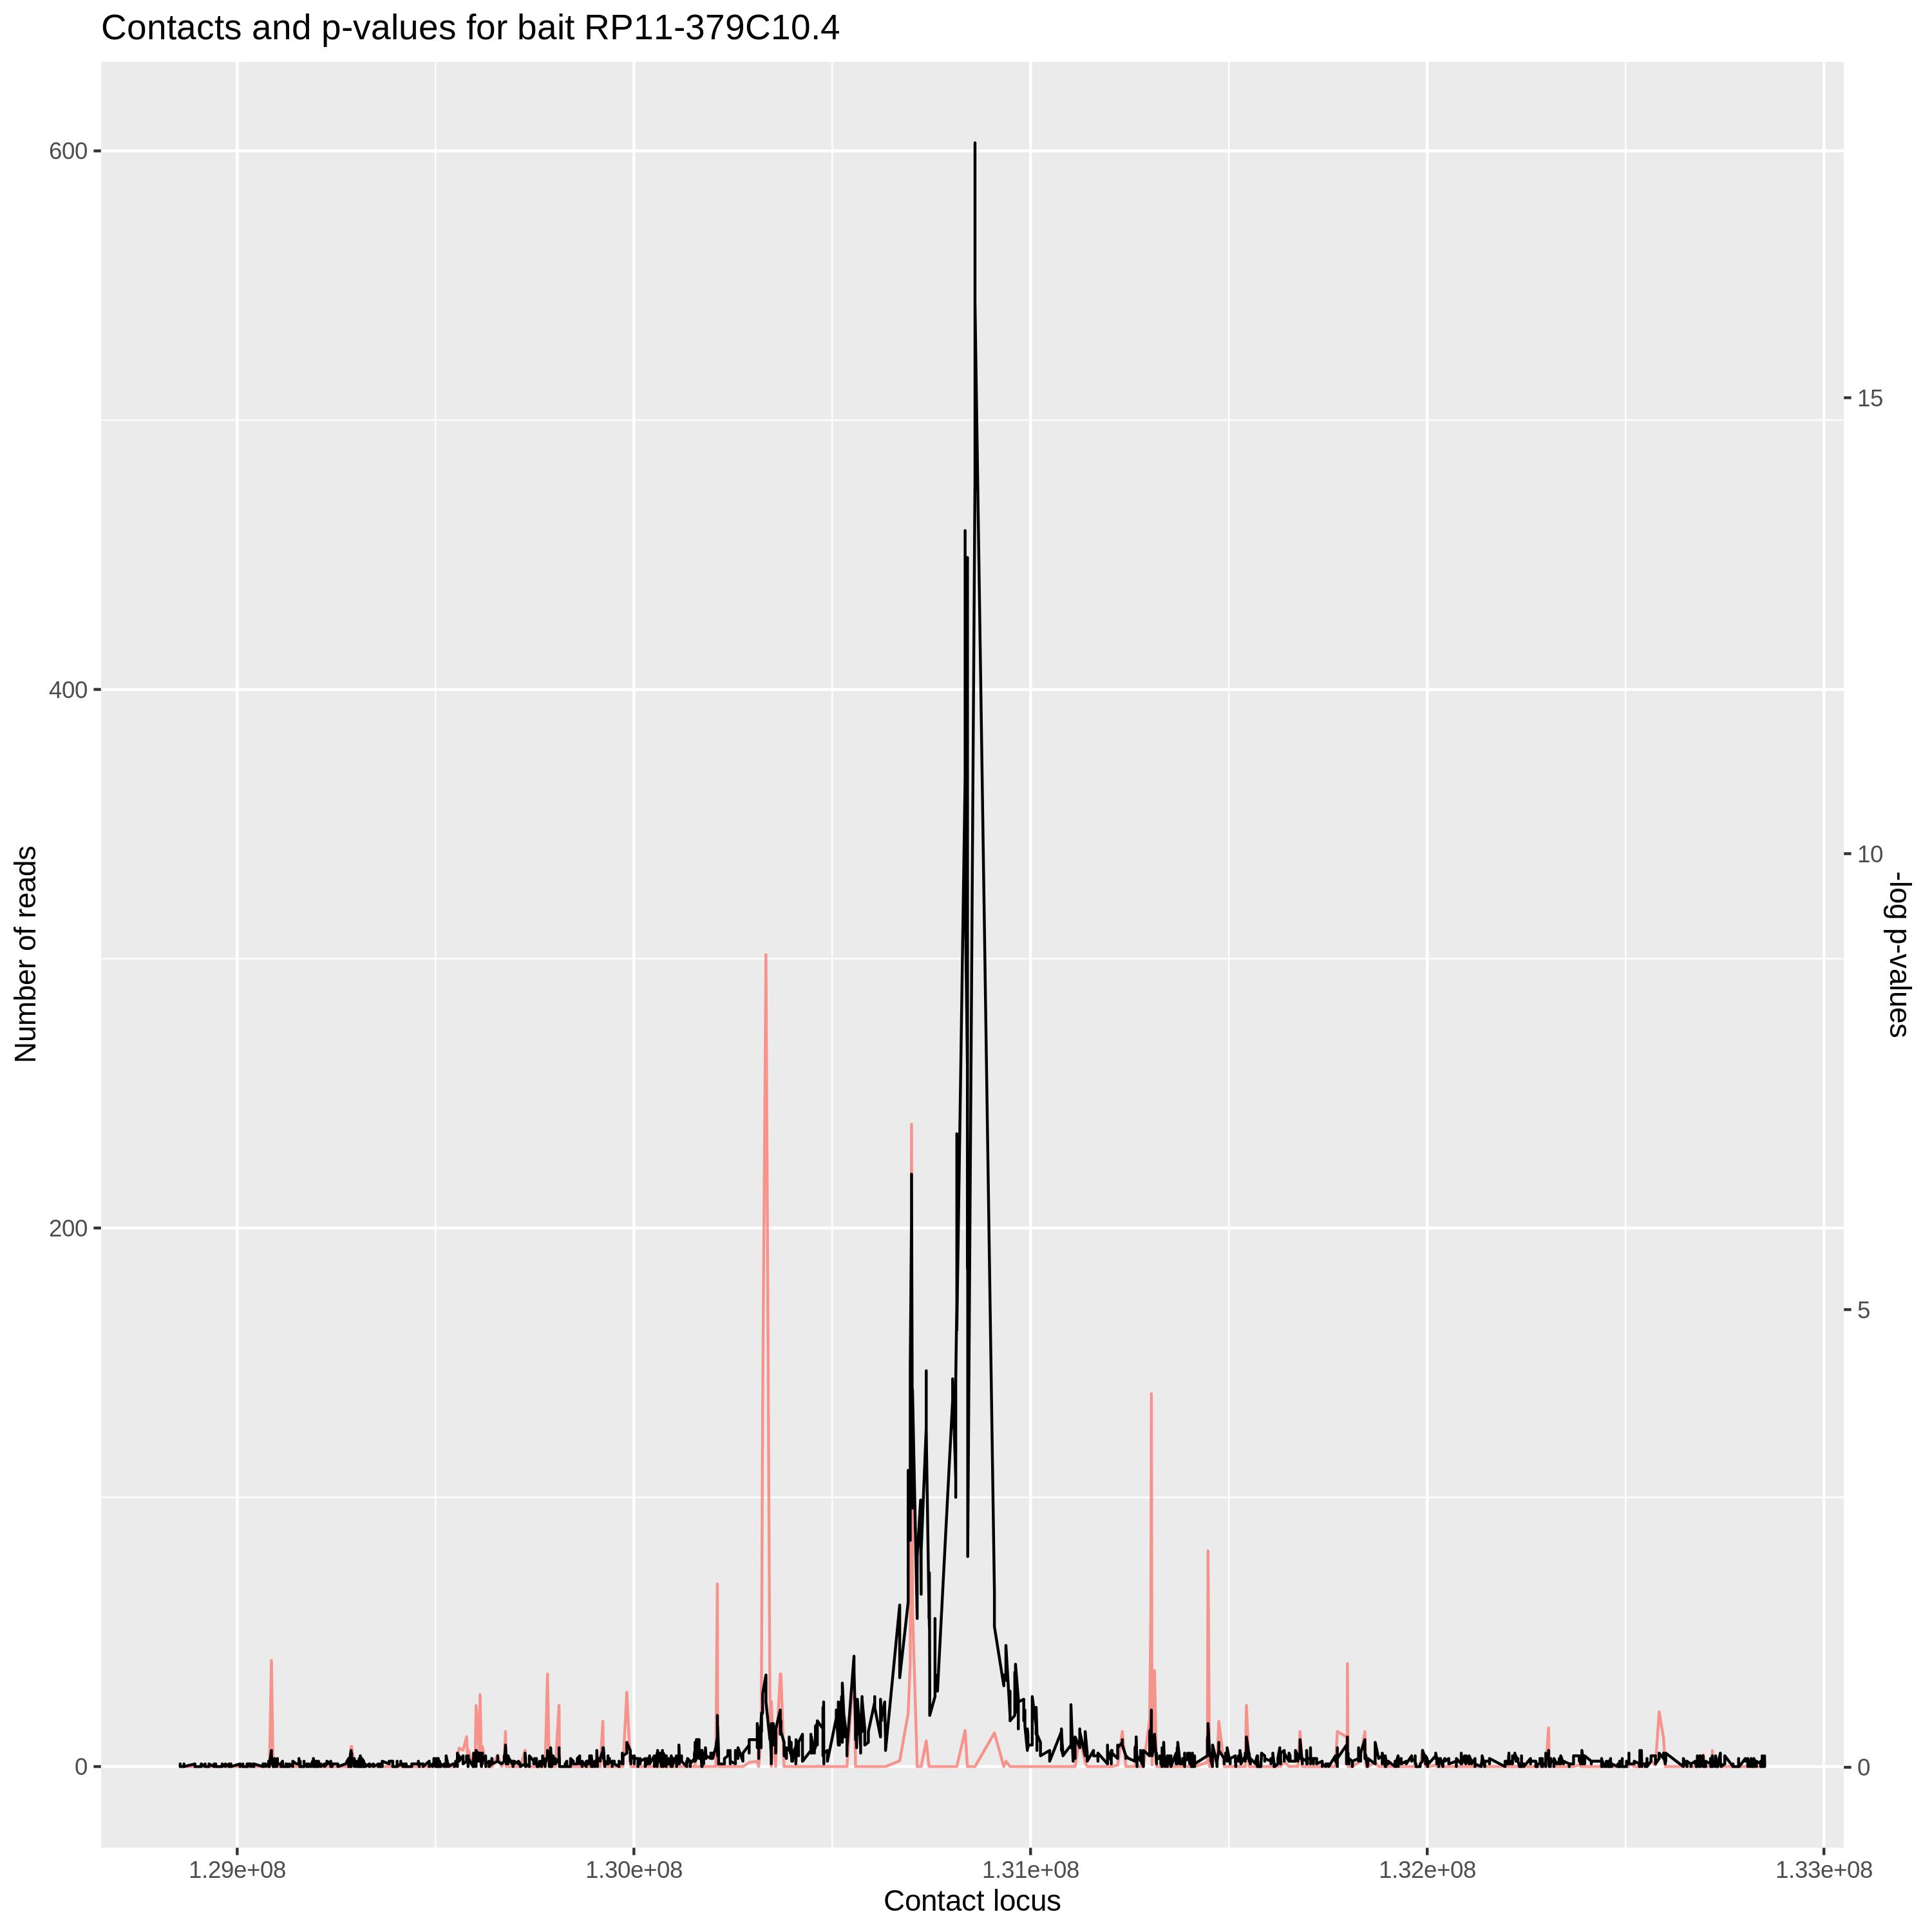 Contacts and p-values for bait RP11-379C10.4
600
400
200
0
Number of reads
15
10
5
0
-log p-values
1.29e+08 1.30e+08 1.31e+08 1.32e+08 1.33e+08
Contact locus